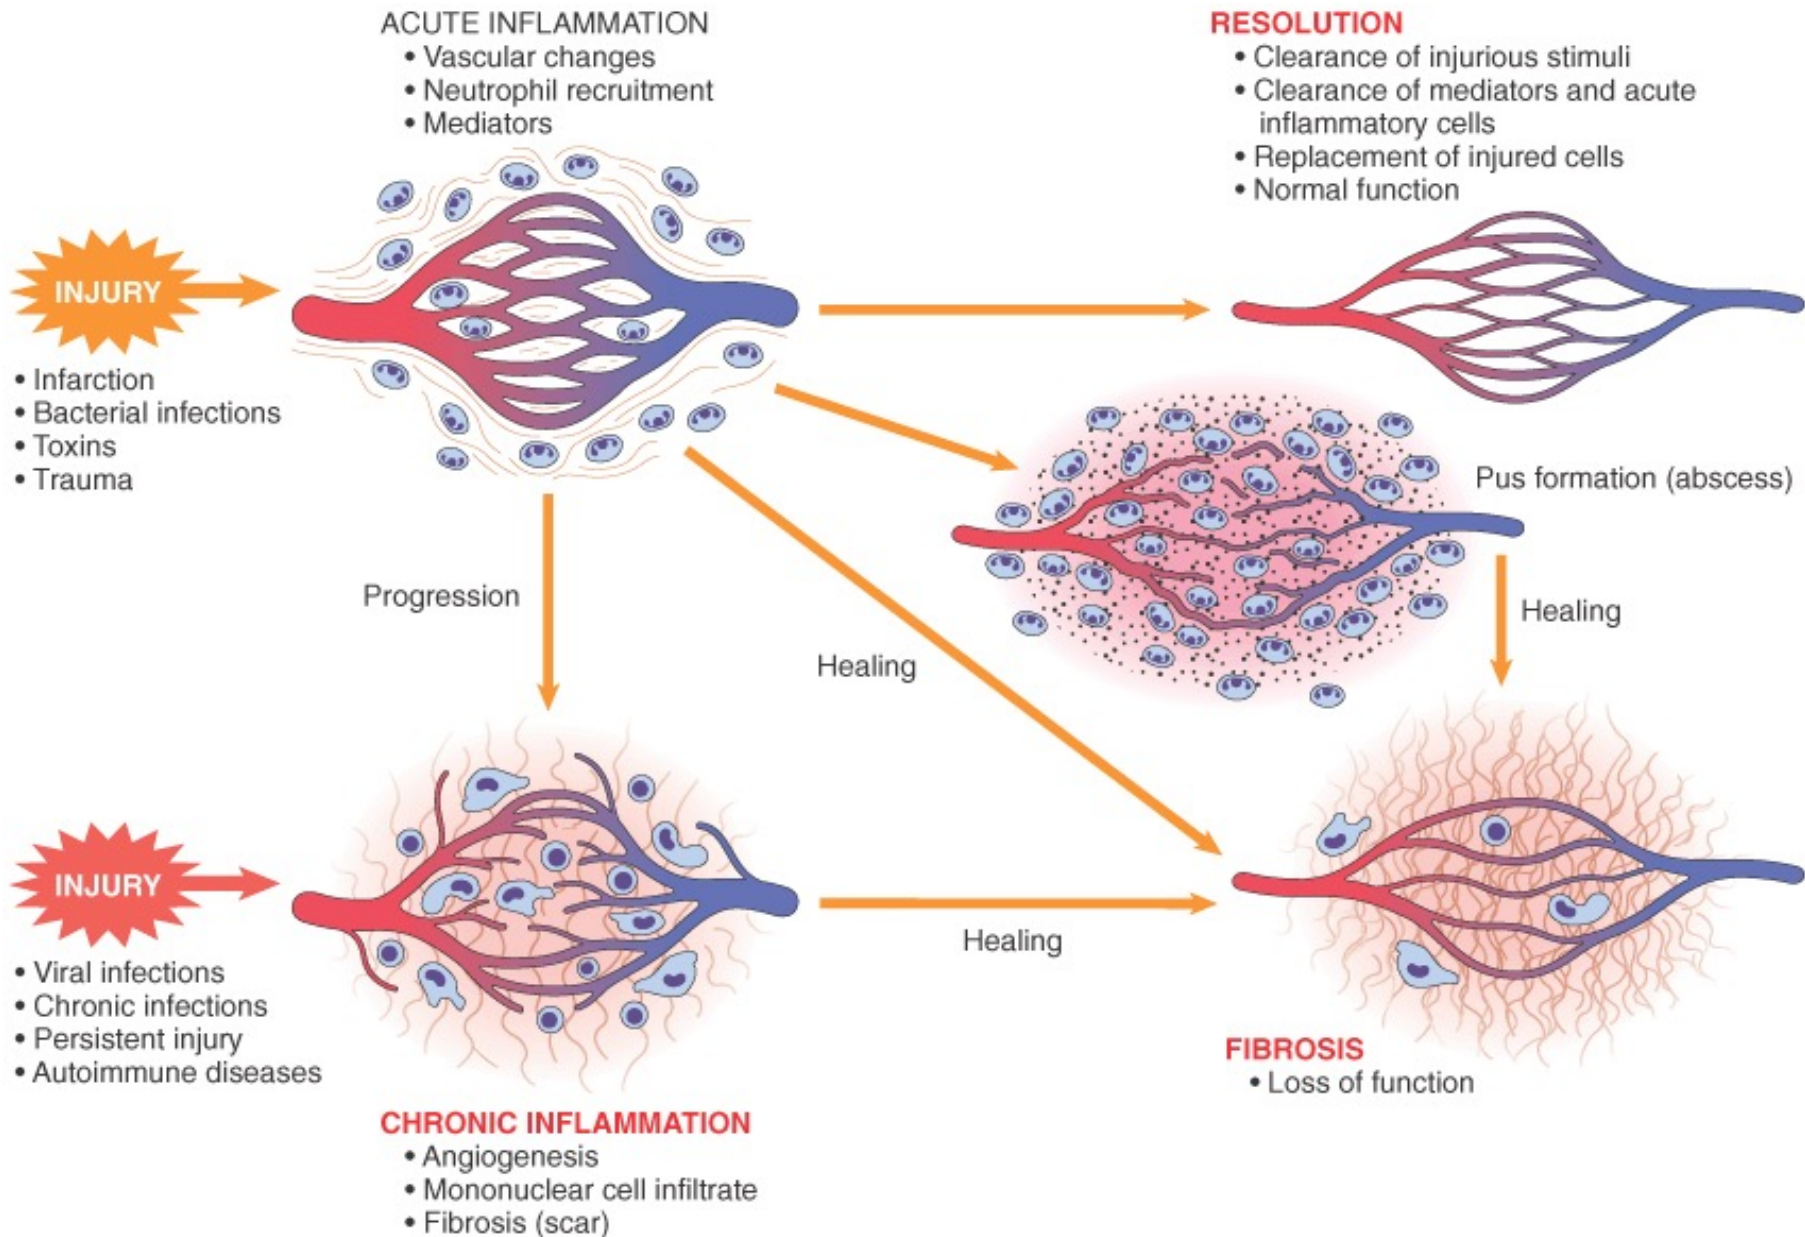 ACUTE INFLAMMATION
• Vascular changes
• Neutrophil recruitment
• Mediators
RESOLUTION
• Clearance of injurious stimuli
• Clearance of mediators and acute
inflammatory cells
• Replacement of injured cells
• Normal function
INJURY
• Infarction
• Bacterial infections
• Toxins
• Trauma
Pus formation (abscess)
Progression
Healing
Healing
INJURY
• Viral infections
• Chronic infections
• Persistent injury
• Autoimmune diseases
Healing
CHRONIC INFLAMMATION
• Angiogenesis
• Mononuclear cell infiltrate
• Fibrosis (scar)
FIBROSIS
• Loss of function